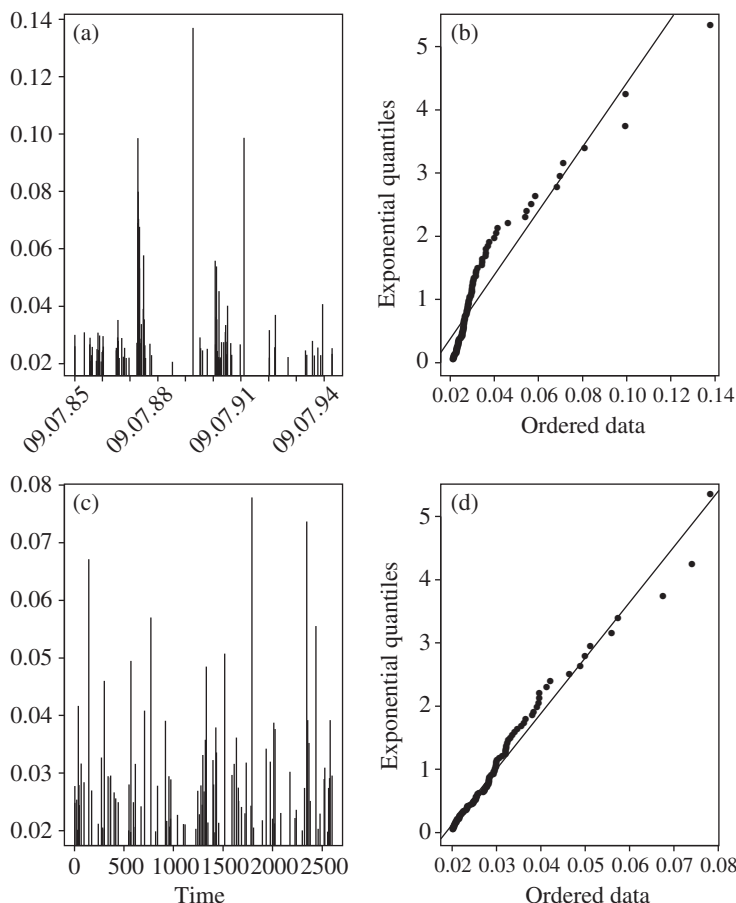 (a)
0.14
0.12
0.10
0.08
0.06
0.04
0.02
09.07.85
09.07.88
09.07.91
09.07.94
(b)
Exponential quantiles
5
4
3
2
1
0
0.02 0.04 0.06 0.08 0.10 0.12 0.14
Ordered data
(c)
0.08
0.07
0.06
0.05
0.04
0.03
0.02
0 500 1000 1500 2000 2500
Time
(d)
Exponential quantiles
5
4
3
2
1
0
0.02 0.03 0.04 0.05 0.06 0.07 0.08
Ordered data